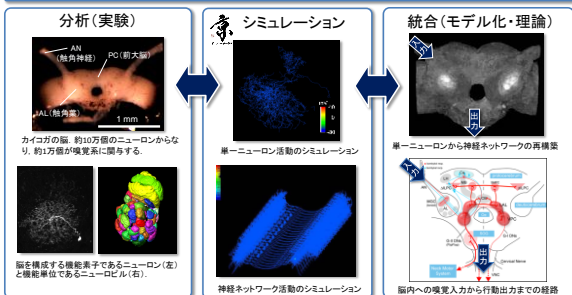 分析（実験）
AN
（触角神経）
PC（前大脳）
AL（触角葉）
1 mm
カイコガの脳．約10万個のニューロンからな
り，約1万個が嗅覚系に関与する．
脳を構成する機能素子であるニューロン（左）
と機能単位であるニューロピル（右）．
京
シミュレーション
単一ニューロン活動のシミュレーション
神経ネットワーク活動のシミュレーション
統合（モデル化・理論）
入力
出力
単一ニューロンから神経ネットワークの再構築
入力
AN
AL
出力
Cervical Nerve
VNC
脳内への嗅覚入力から行動出力までの経路